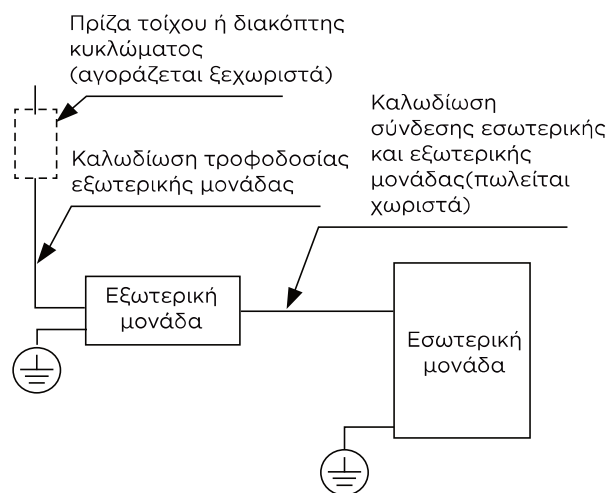 Πρίζα τοίχου ή διακόπτης
κυκλώματος
(αγοράζεται ξεχωριστά)
Καλωδίωση τροφοδοσίας
εξωτερικής μονάδας
Καλωδίωση
σύνδεσης εσωτερικής
και εξωτερικής
μονάδας(πωλείται
χωριστά)
Εξωτερική
μονάδα
Εσωτερική
μονάδα